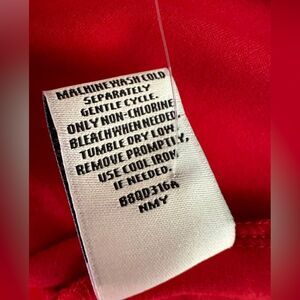 MACHINE WASH COLD
SEPARATELY
GENTLE CYCLE.
ONLY NON-CHLORINE
BLEACH WHEN NEEDED.
TUMBLE DRY LOW.
REMOVE PROMPTLY.
USE COOL IRON
IF NEEDED.
B8QD316A
NMY